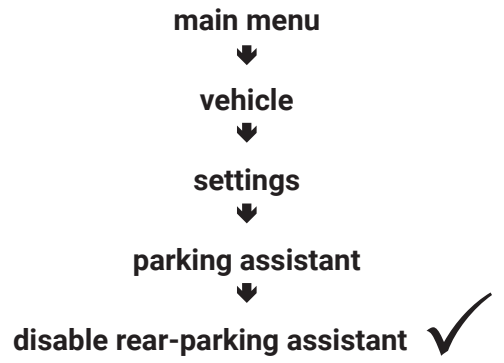 main menu
vehicle
settings
parking assistant
disable rear-parking assistant